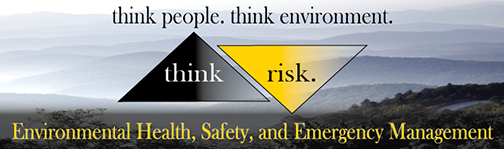 think people. think environment.
think risk.
Environmental Health, Safety, and Emergency Management